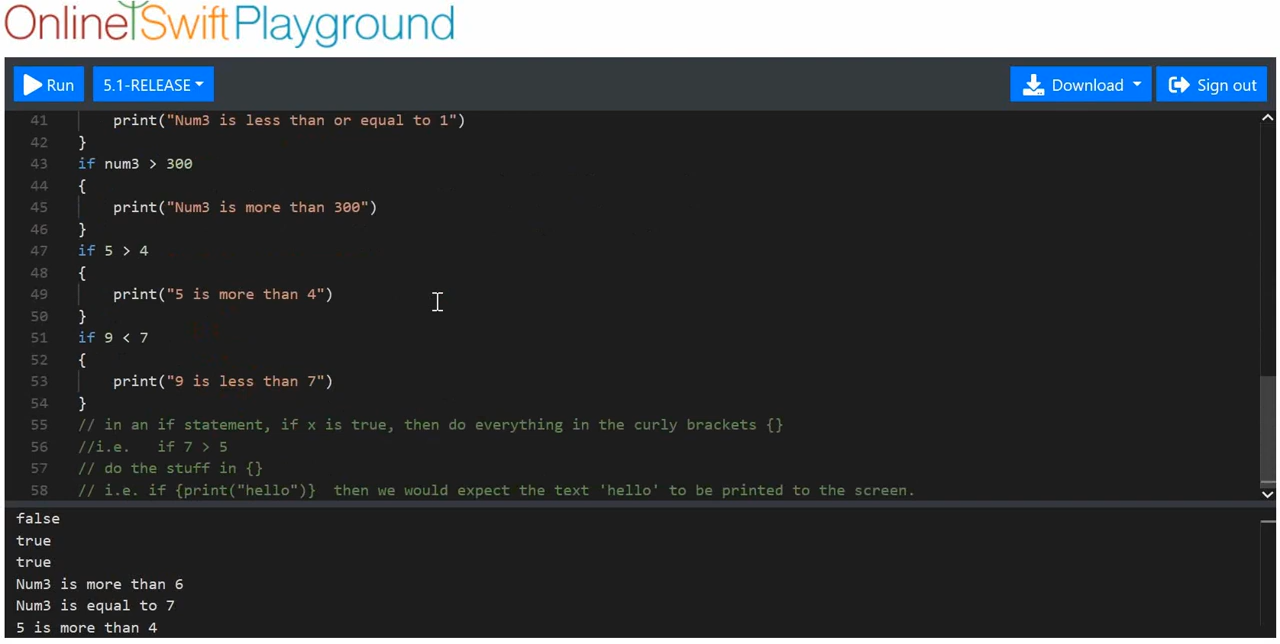 Online Swift Playground
Run 5.1-RELEASE Download Sign out
41 print("Num3 is less than or equal to 1")
42 }
43 if num3 > 300
44 {
45 print("Num3 is more than 300")
46 }
47 if 5 > 4
48 {
49 print("5 is more than 4")
50 }
51 if 9 < 7
52 {
53 print("9 is less than 7")
54 }
55 // in an if statement, if x is true, then do everything in the curly brackets {}
56 //i.e. if 7 > 5
57 // do the stuff in {}
58 // i.e. if {print("hello")} then we would expect the text 'hello' to be printed to the screen.
false
true
true
Num3 is more than 6
Num3 is equal to 7
5 is more than 4